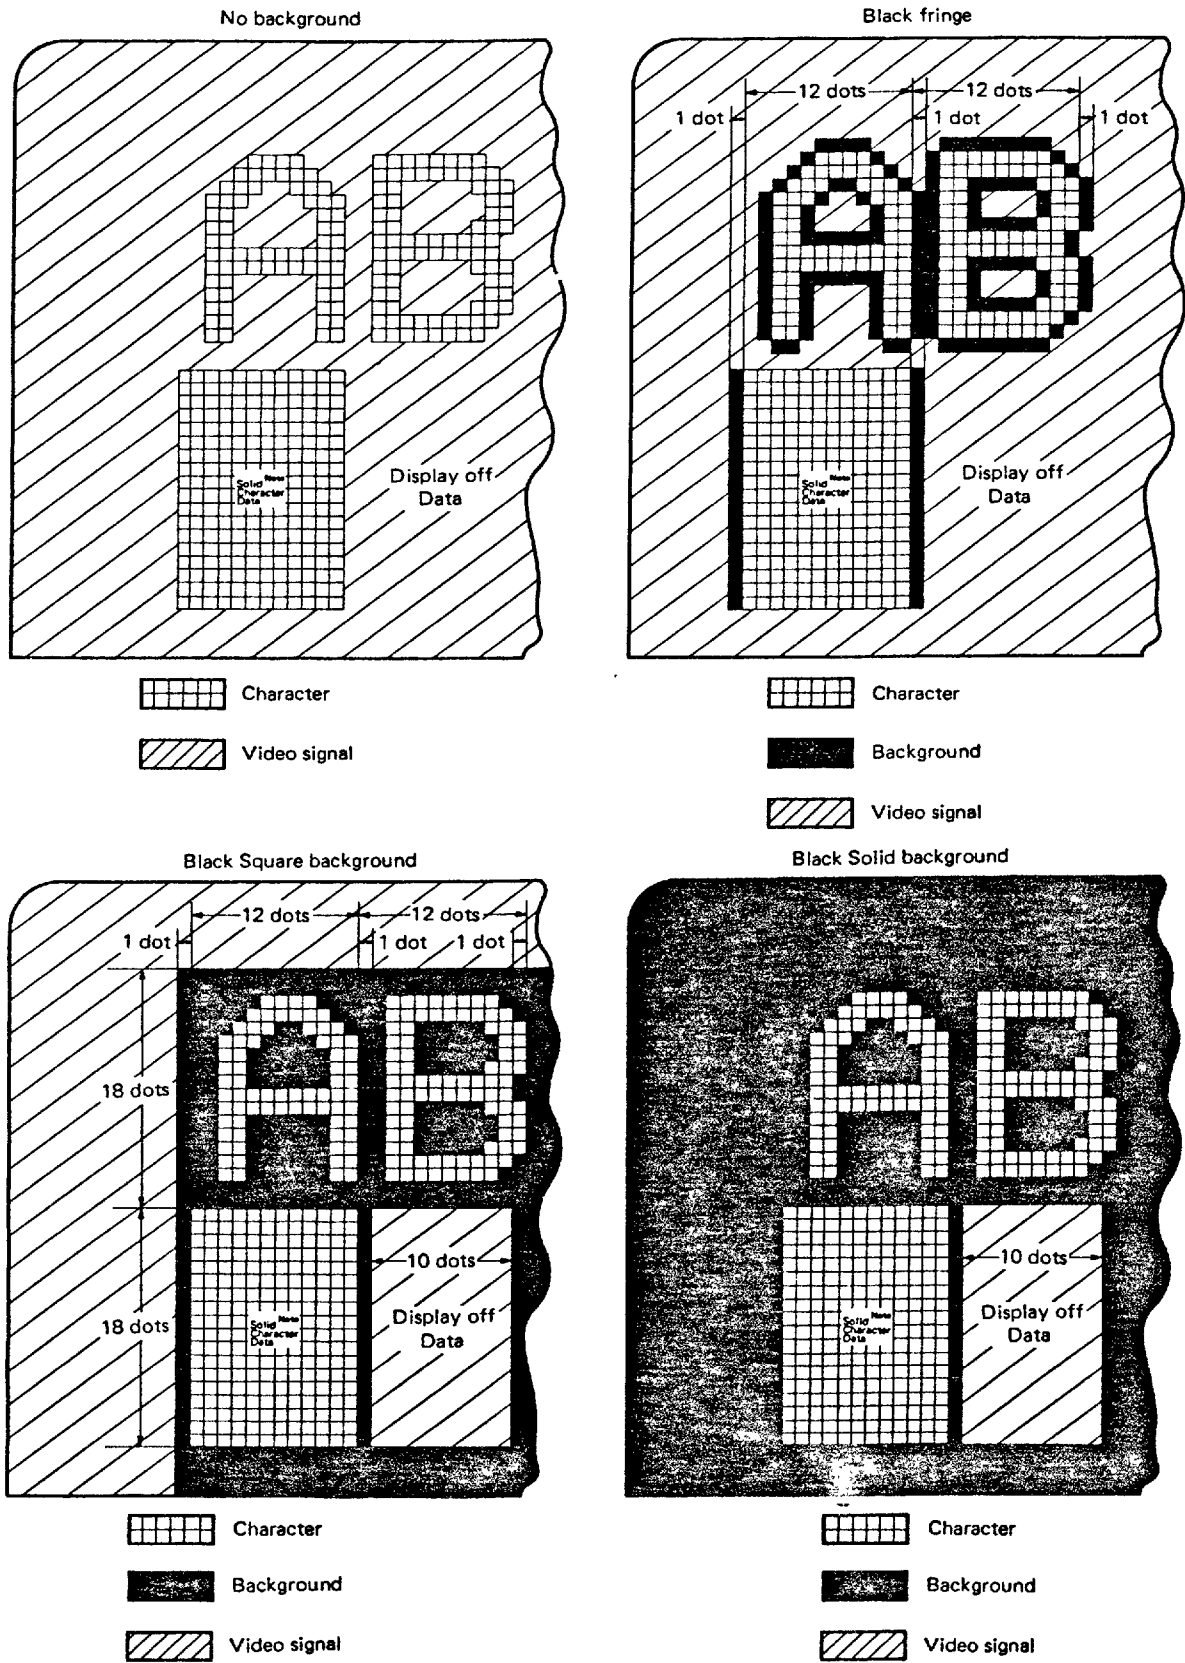 No background
Solid Note
Character
Data
Display off
Data
Character
Video signal
Black fringe
12 dots
12 dots
1 dot
1 dot
1 dot
Solid Note
Character
Data
Display off
Data
Character
Background
Video signal
Black Square background
12 dots
12 dots
1 dot
1 dot
1 dot
18 dots
18 dots
10 dots
Solid Note
Character
Data
Display off
Data
Character
Background
Video signal
Black Solid background
10 dots
Solid Note
Character
Data
Display off
Data
Character
Background
Video signal